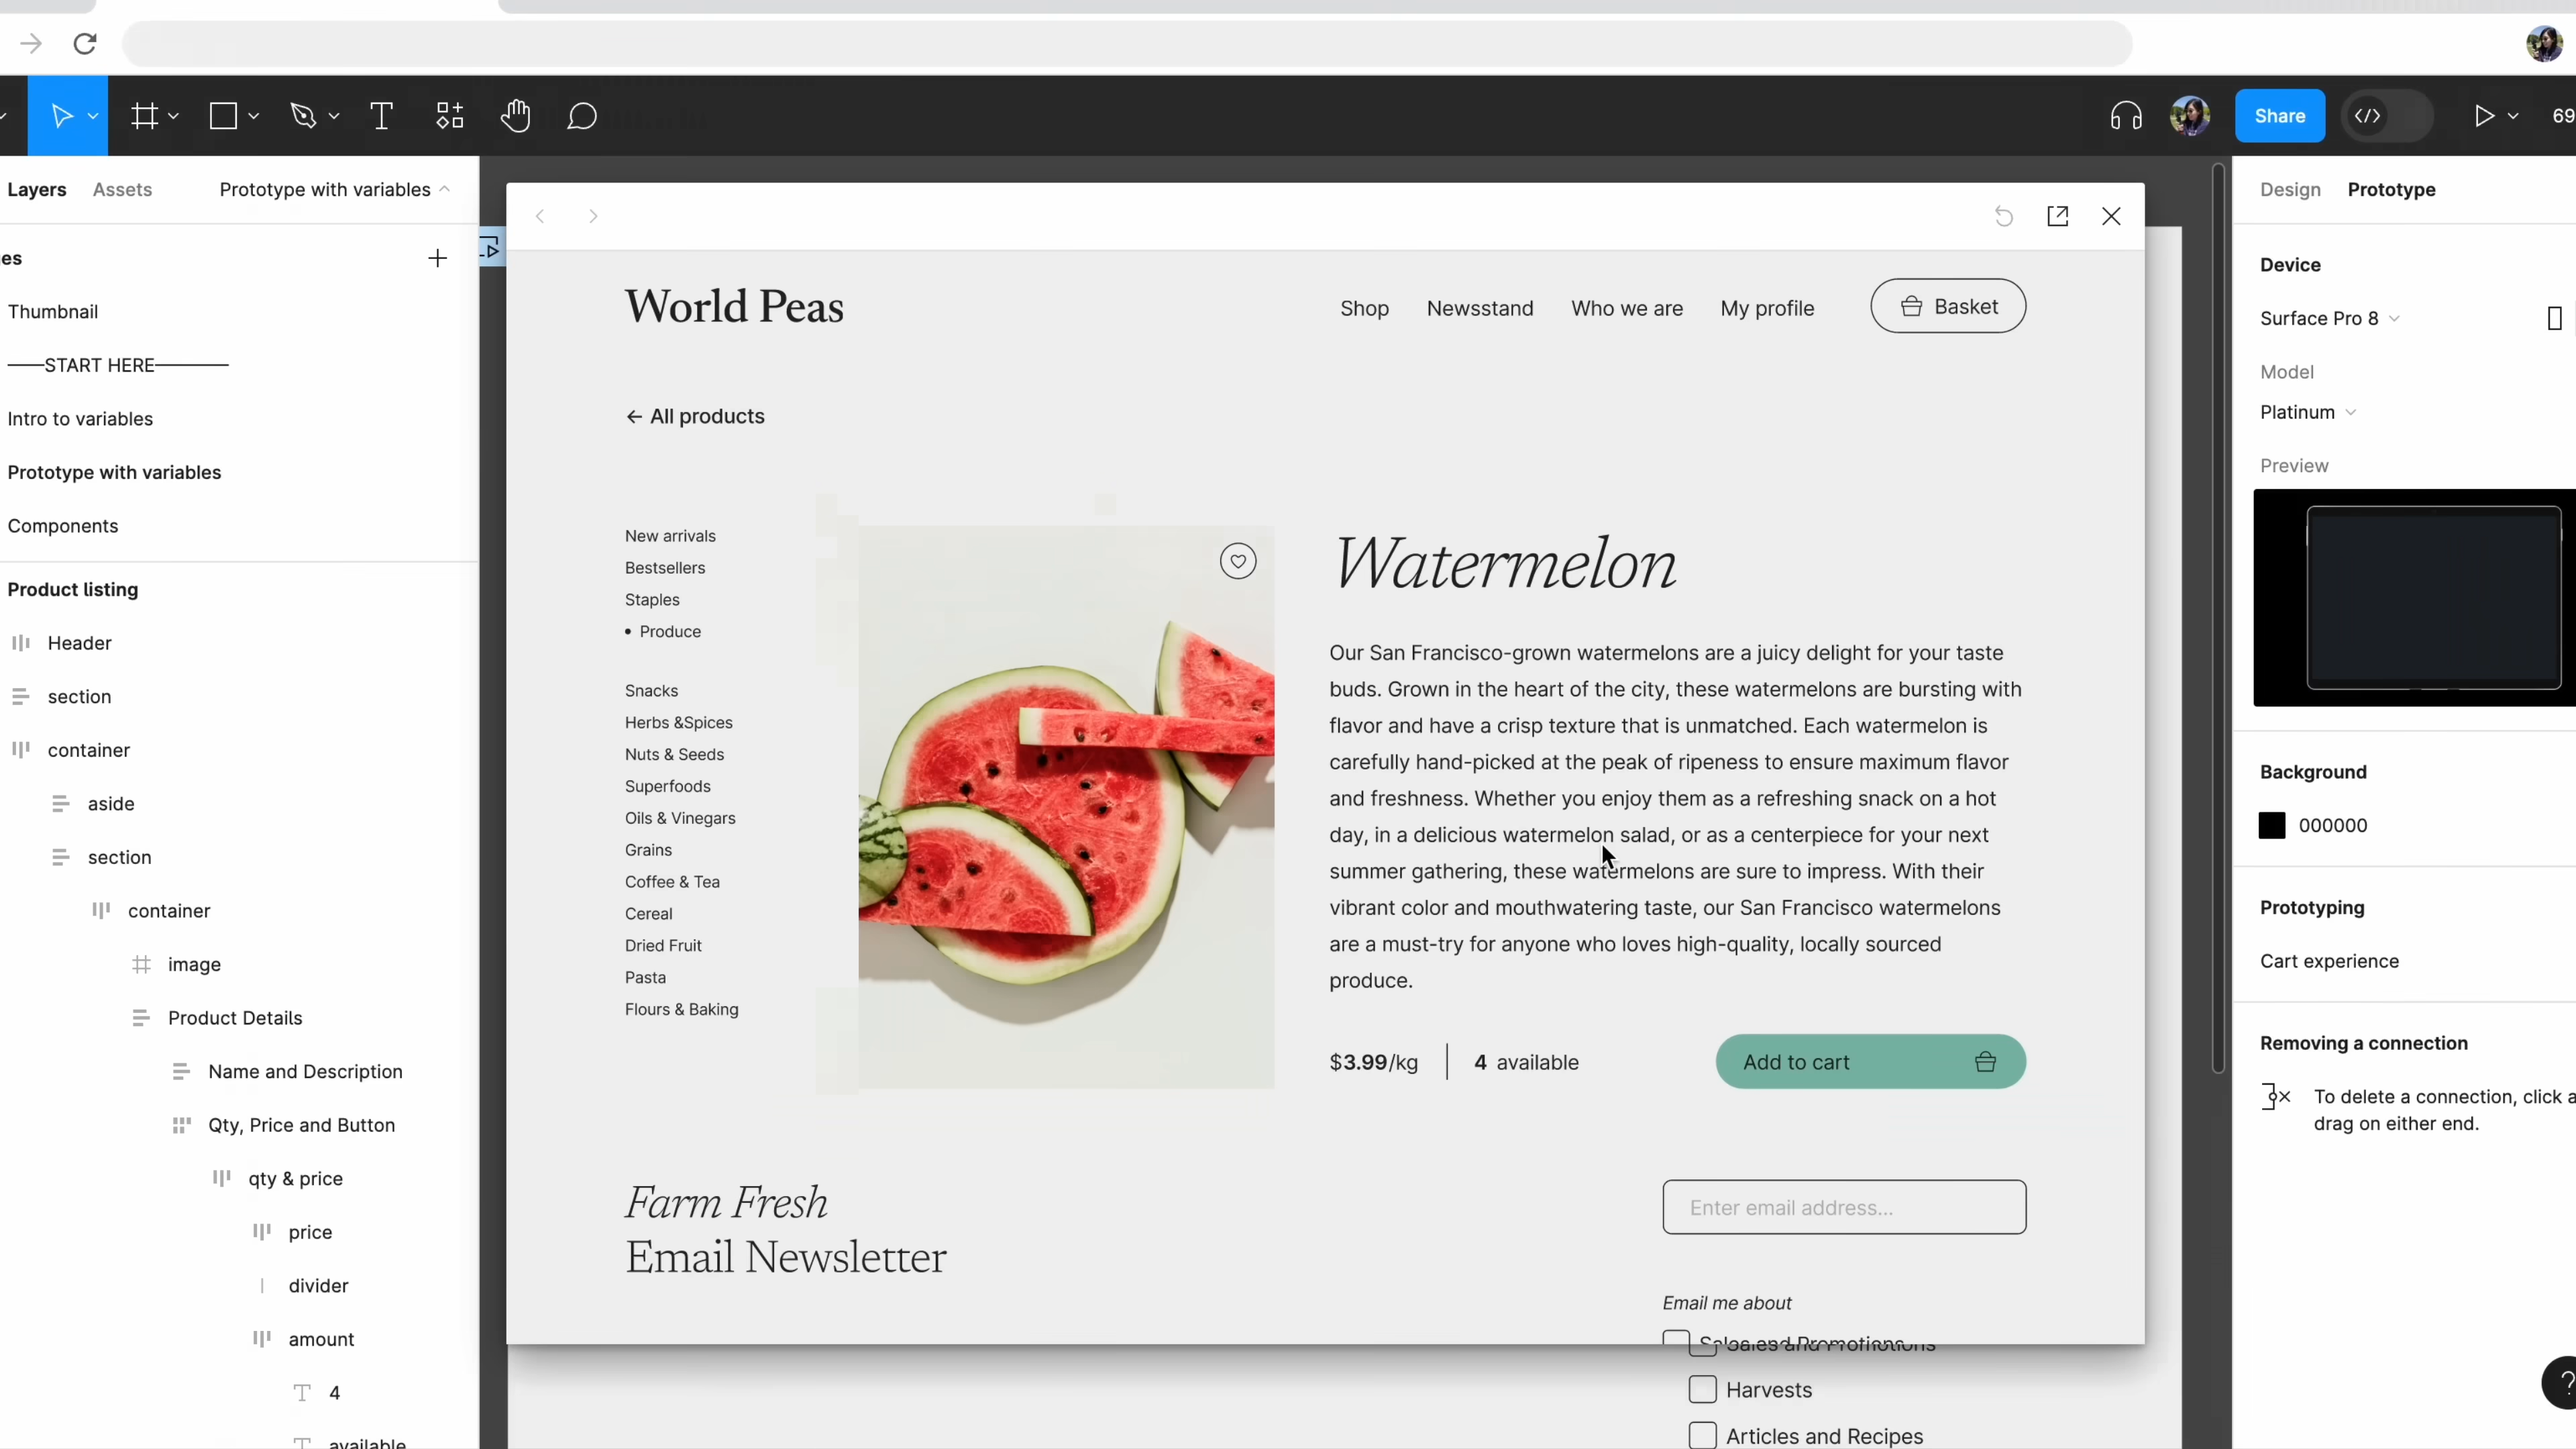 Share
69
Layers
Assets
Prototype with variables
es
Thumbnail
——START HERE————
Intro to variables
Prototype with variables
Components
Product listing
Header
section
container
aside
section
container
image
Product Details
Name and Description
Qty, Price and Button
qty & price
price
divider
amount
4
available
World Peas
Shop
Newsstand
Who we are
My profile
Basket
← All products
New arrivals
Bestsellers
Staples
• Produce
Snacks
Herbs &Spices
Nuts & Seeds
Superfoods
Oils & Vinegars
Grains
Coffee & Tea
Cereal
Dried Fruit
Pasta
Flours & Baking
Watermelon
Our San Francisco-grown watermelons are a juicy delight for your taste
buds. Grown in the heart of the city, these watermelons are bursting with
flavor and have a crisp texture that is unmatched. Each watermelon is
carefully hand-picked at the peak of ripeness to ensure maximum flavor
and freshness. Whether you enjoy them as a refreshing snack on a hot
day, in a delicious watermelon salad, or as a centerpiece for your next
summer gathering, these watermelons are sure to impress. With their
vibrant color and mouthwatering taste, our San Francisco watermelons
are a must-try for anyone who loves high-quality, locally sourced
produce.
$3.99/kg
4 available
Add to cart
Farm Fresh
Email Newsletter
Enter email address...
Email me about
Sales and Promotions
Harvests
Articles and Recipes
Design
Prototype
Device
Surface Pro 8
Model
Platinum
Preview
Background
000000
Prototyping
Cart experience
Removing a connection
To delete a connection, click a
drag on either end.
?